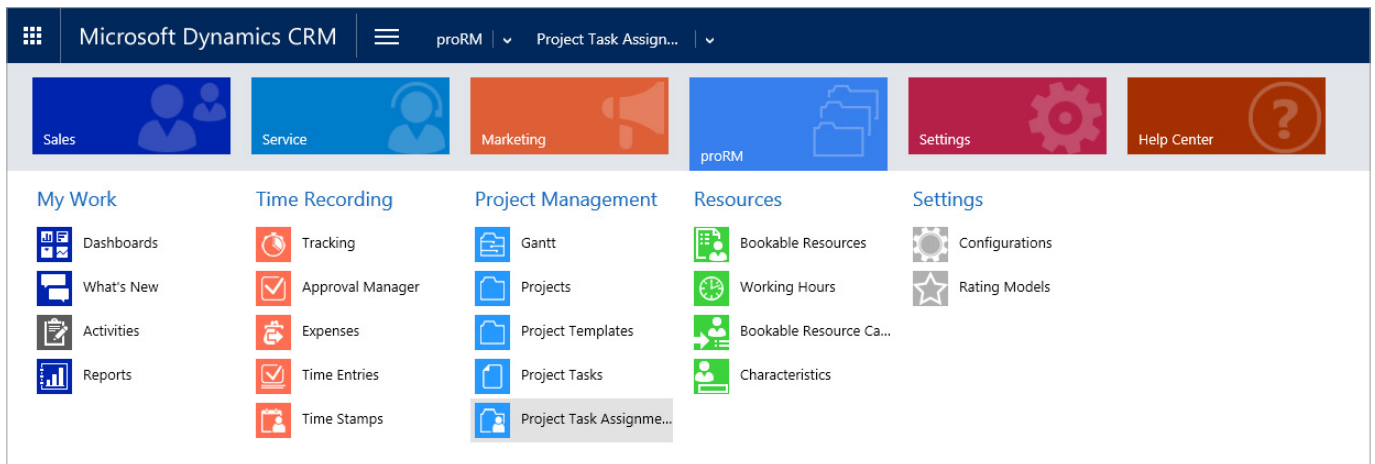 Microsoft Dynamics CRM proRM Project Task Assign...
Sales Service Marketing proRM Settings Help Center
My Work Time Recording Project Management Resources Settings
Dashboards Tracking Gantt Bookable Resources Configurations
What's New Approval Manager Projects Working Hours Rating Models
Activities Expenses Project Templates Bookable Resource Ca...
Reports Time Entries Project Tasks Characteristics
Time Stamps Project Task Assignme...